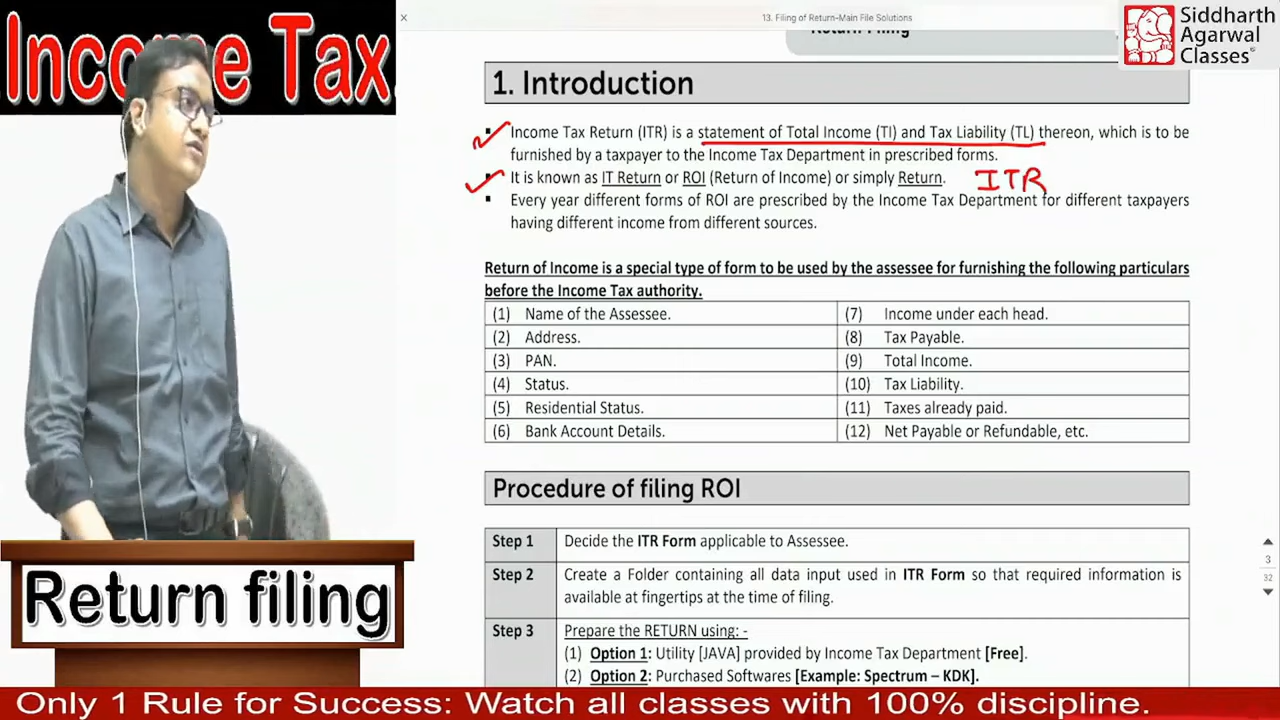 Income Tax
13. Filing of Return-Main File Solutions
Siddharth
Agarwal
Classes
Return Filing
1. Introduction
▪ Income Tax Return (ITR) is a statement of Total Income (TI) and Tax Liability (TL) thereon, which is to be
furnished by a taxpayer to the Income Tax Department in prescribed forms.
▪ It is known as IT Return or ROI (Return of Income) or simply Return. ITR
▪ Every year different forms of ROI are prescribed by the Income Tax Department for different taxpayers
having different income from different sources.
Return of Income is a special type of form to be used by the assessee for furnishing the following particulars
before the Income Tax authority.
(1) Name of the Assessee. (7) Income under each head.
(2) Address. (8) Tax Payable.
(3) PAN. (9) Total Income.
(4) Status. (10) Tax Liability.
(5) Residential Status. (11) Taxes already paid.
(6) Bank Account Details. (12) Net Payable or Refundable, etc.
Procedure of filing ROI
Step 1 Decide the ITR Form applicable to Assessee.
Step 2 Create a Folder containing all data input used in ITR Form so that required information is
available at fingertips at the time of filing.
Step 3 Prepare the RETURN using: -
(1) Option 1: Utility [JAVA] provided by Income Tax Department [Free].
(2) Option 2: Purchased Softwares [Example: Spectrum – KDK].
3
32
Return filing
Only 1 Rule for Success: Watch all classes with 100% discipline.